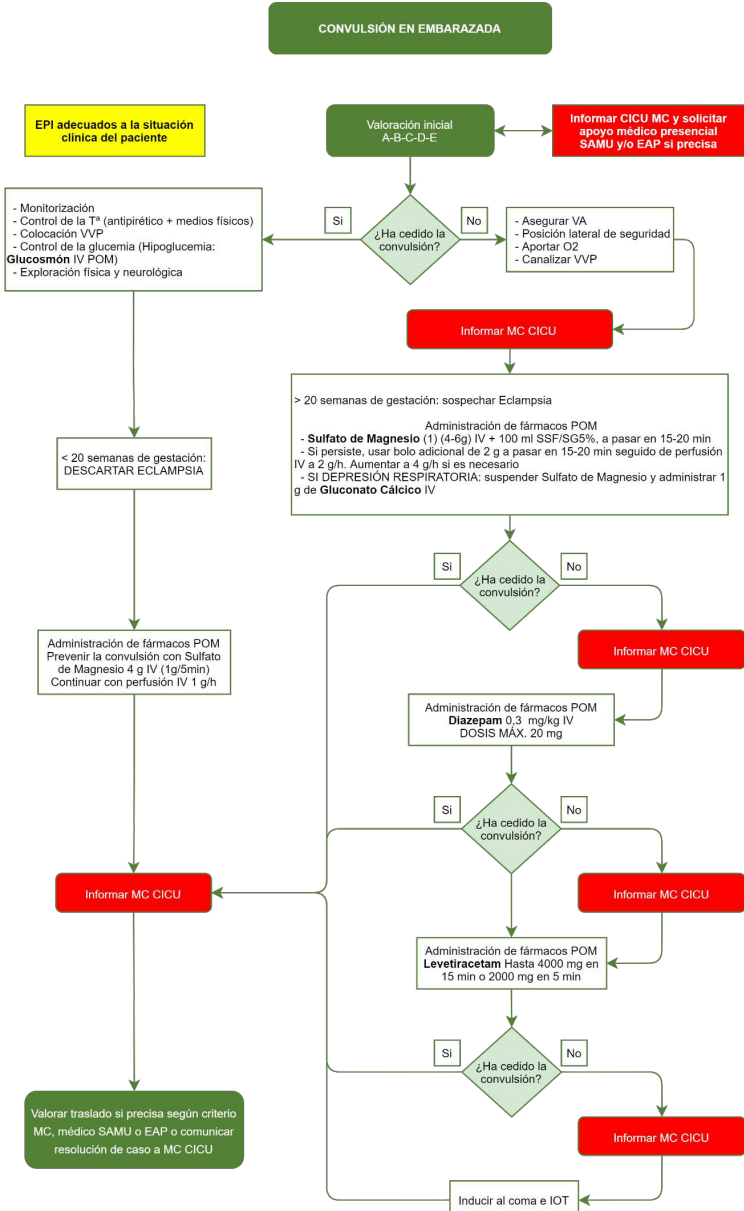 CONVULSIÓN EN EMBARAZADA
EPI adecuados a la situación
clínica del paciente
Valoración inicial
A-B-C-D-E
Informar CICU MC y solicitar
apoyo médico presencial
SAMU y/o EAP si precisa
- Monitorización
- Control de la Tª (antipirético + medios físicos)
- Colocación VVP
- Control de la glucemia (Hipoglucemia:
Glucosmón IV POM)
- Exploración física y neurológica
Si
¿Ha cedido la
convulsión?
No
- Asegurar VA
- Posición lateral de seguridad
- Aportar O2
- Canalizar VVP
Informar MC CICU
> 20 semanas de gestación: sospechar Eclampsia
Administración de fármacos POM
- Sulfato de Magnesio (1) (4-6g) IV + 100 ml SSF/SG5%, a pasar en 15-20 min
- Si persiste, usar bolo adicional de 2 g a pasar en 15-20 min seguido de perfusión
IV a 2 g/h. Aumentar a 4 g/h si es necesario
- SI DEPRESIÓN RESPIRATORIA: suspender Sulfato de Magnesio y administrar 1
g de Gluconato Cálcico IV
< 20 semanas de gestación:
DESCARTAR ECLAMPSIA
Si
¿Ha cedido la
convulsión?
No
Informar MC CICU
Administración de fármacos POM
Prevenir la convulsión con Sulfato
de Magnesio 4 g IV (1g/5min)
Continuar con perfusión IV 1 g/h
Administración de fármacos POM
Diazepam 0,3 mg/kg IV
DOSIS MÁX. 20 mg
Si
¿Ha cedido la
convulsión?
No
Informar MC CICU
Informar MC CICU
Administración de fármacos POM
Levetiracetam Hasta 4000 mg en
15 min o 2000 mg en 5 min
Si
¿Ha cedido la
convulsión?
No
Valorar traslado si precisa según criterio
MC, médico SAMU o EAP o comunicar
resolución de caso a MC CICU
Informar MC CICU
Inducir al coma e IOT